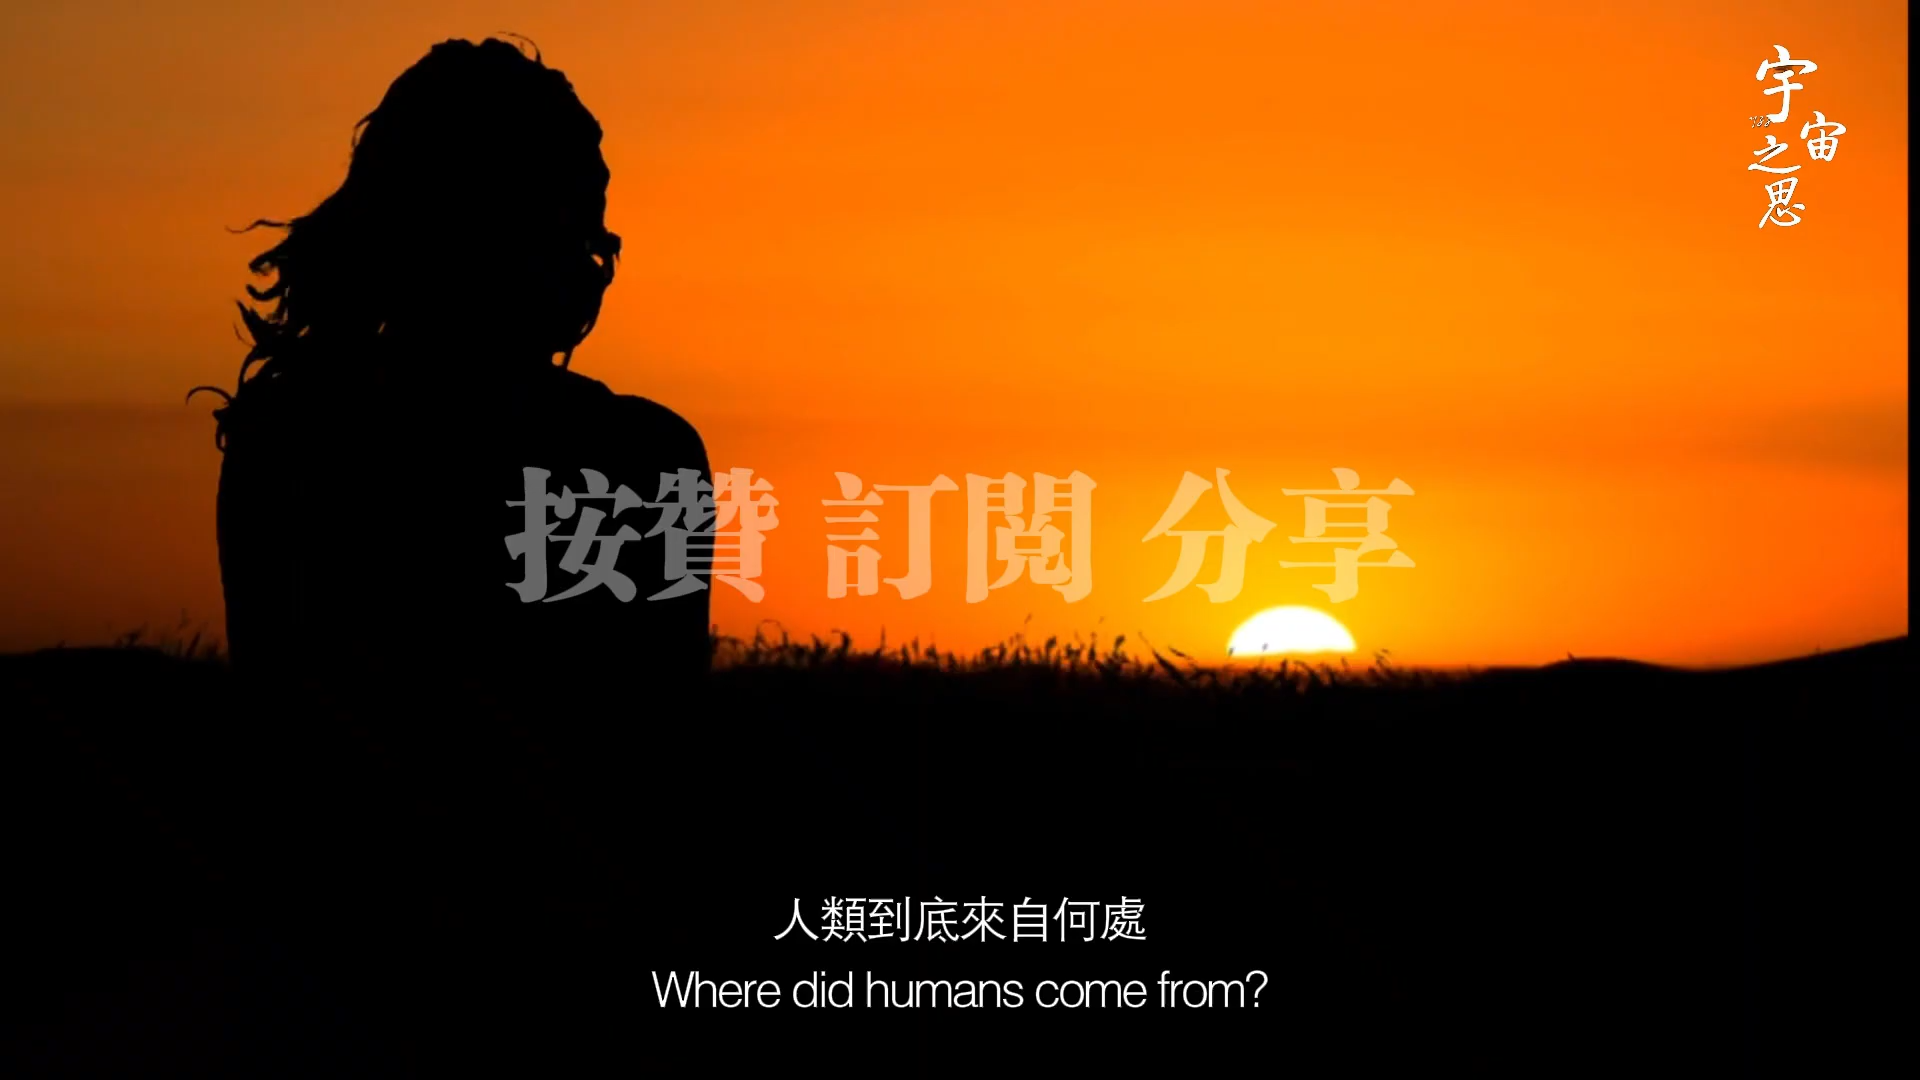 宇宙之思
按贊 訂閱 分享
人類到底來自何處
Where did humans come from?